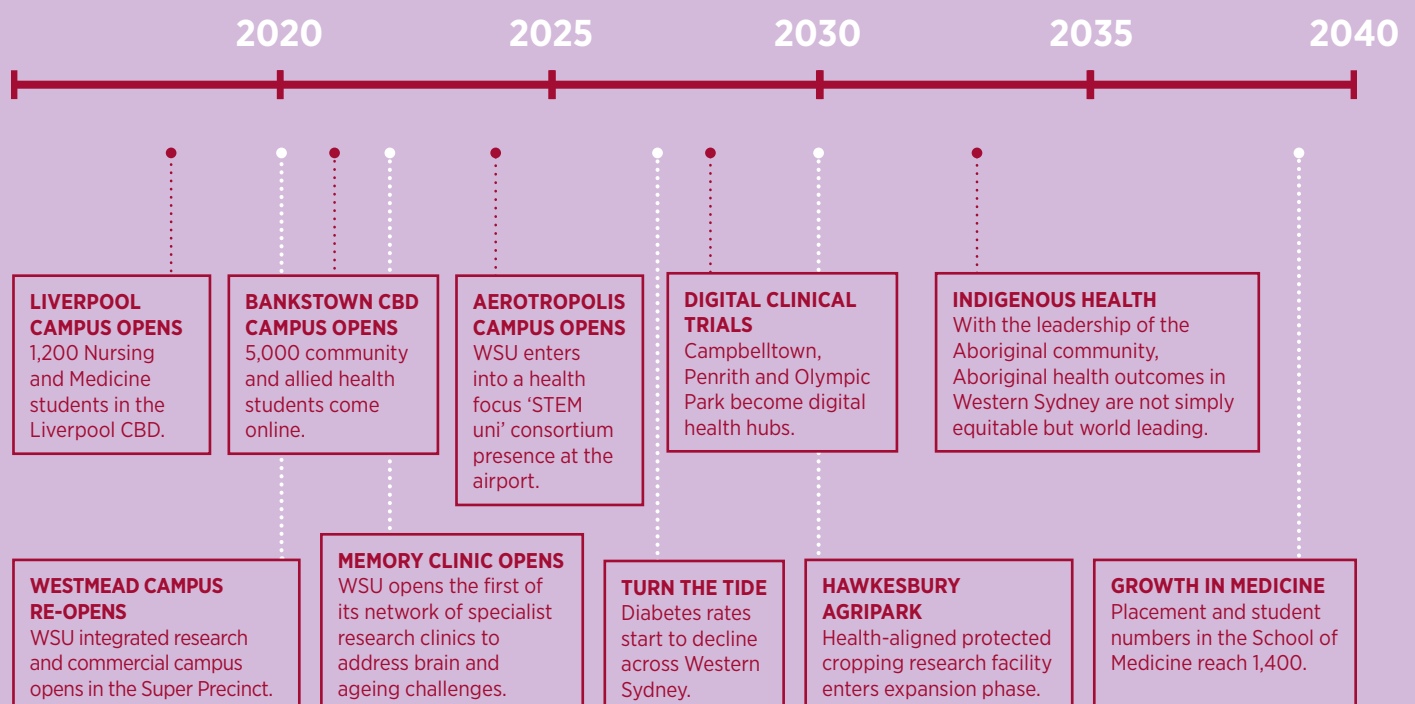 2020
2025
2030
2035
2040
LIVERPOOL
CAMPUS OPENS
1,200 Nursing
and Medicine
students in the
Liverpool CBD.
BANKSTOWN CBD
CAMPUS OPENS
5,000 community
and allied health
students come
online.
AEROTROPOLIS
CAMPUS OPENS
WSU enters
into a health
focus ‘STEM
uni’ consortium
presence at the
airport.
DIGITAL CLINICAL
TRIALS
Campbelltown,
Penrith and Olympic
Park become digital
health hubs.
INDIGENOUS HEALTH
With the leadership of the
Aboriginal community,
Aboriginal health outcomes in
Western Sydney are not simply
equitable but world leading.
WESTMEAD CAMPUS
RE-OPENS
WSU integrated research
and commercial campus
opens in the Super Precinct.
MEMORY CLINIC OPENS
WSU opens the first of
its network of specialist
research clinics to
address brain and
ageing challenges.
TURN THE TIDE
Diabetes rates
start to decline
across Western
Sydney.
HAWKESBURY
AGRIPARK
Health-aligned protected
cropping research facility
enters expansion phase.
GROWTH IN MEDICINE
Placement and student
numbers in the School of
Medicine reach 1,400.